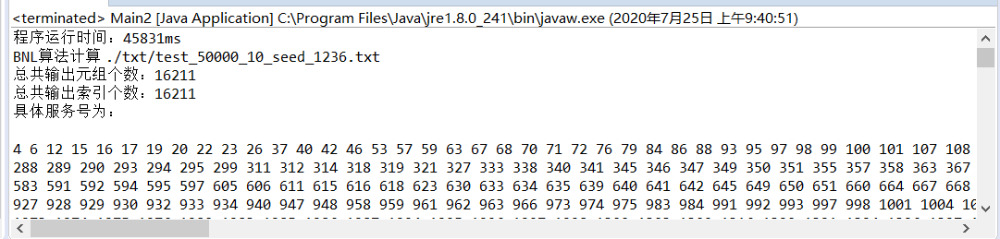 <terminated> Main2 [Java Application] C:\Program Files\Java\jre1.8.0_241\bin\javaw.exe (2020年7月25日 上午9:40:51)
程序运行时间：45831ms
BNL算法计算 ./txt/test_50000_10_seed_1236.txt
总共输出元组个数：16211
总共输出索引个数：16211
具体服务号为：
4 6 12 15 16 17 19 20 22 23 26 37 40 42 46 53 57 59 63 67 68 70 71 72 76 79 84 86 88 93 95 97 98 99 100 101 107 108
288 289 290 293 294 295 299 311 312 314 318 319 321 327 333 338 340 341 345 346 347 349 350 351 355 357 358 363 367
583 591 592 594 595 597 605 606 611 615 616 618 623 630 633 634 635 639 640 641 642 645 649 650 651 660 664 667 668
927 928 929 930 932 933 934 940 947 948 958 959 961 962 963 966 973 974 975 983 984 991 992 993 997 998 1001 1004 10